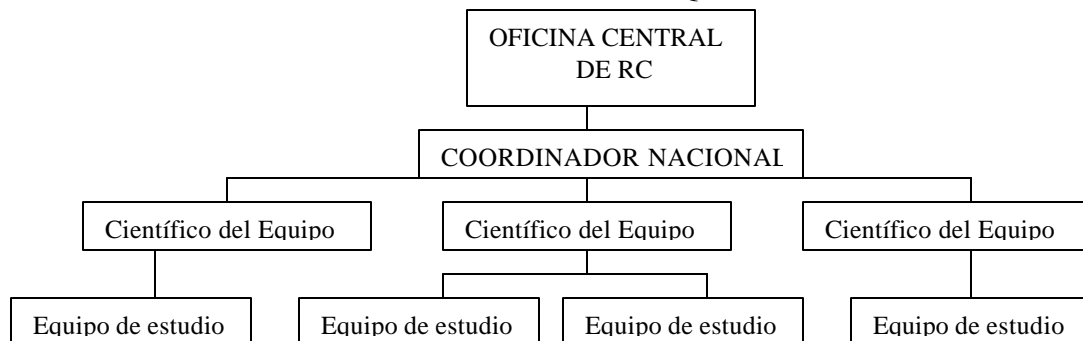 OFICINA CENTRAL
DE RC
COORDINADOR NACIONAL
Científico del Equipo Científico del Equipo Científico del Equipo
Equipo de estudio Equipo de estudio Equipo de estudio Equipo de estudio